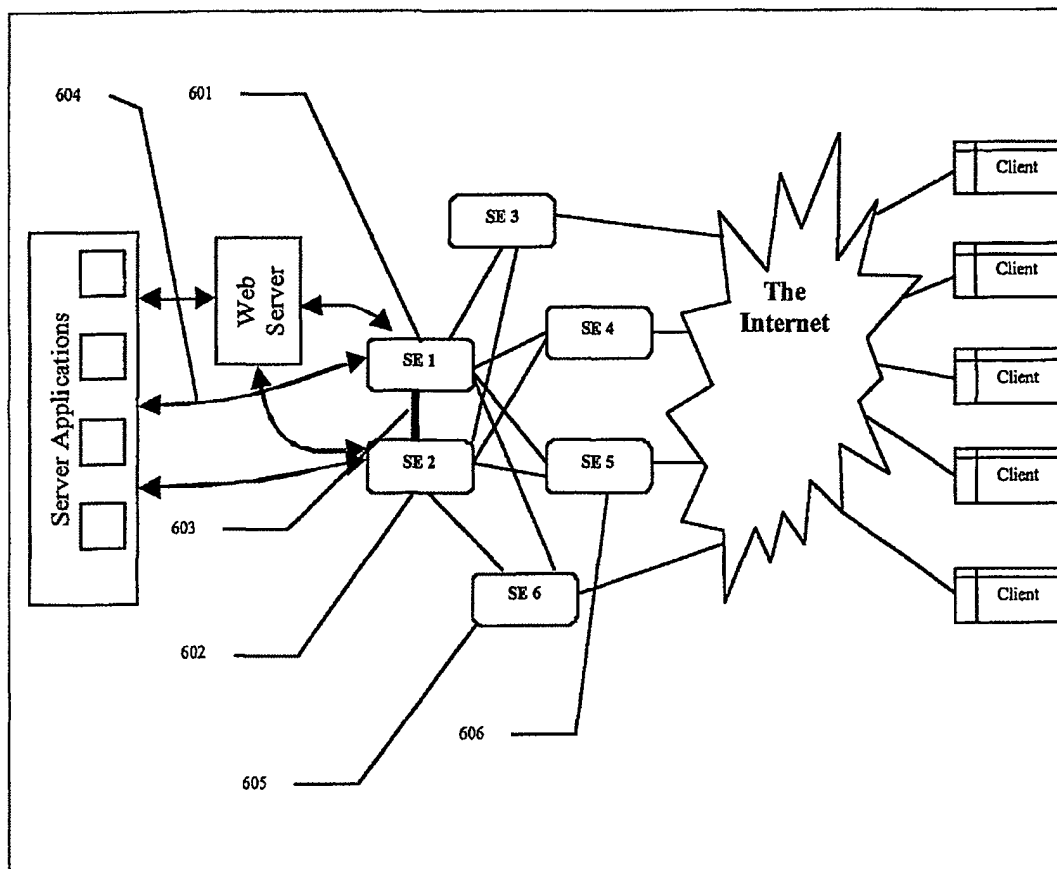 604
601
Client
SE 3
Web
Server
Client
The
Internet
SE 4
SE 1
Client
Server Applications
SE 2
SE 5
Client
603
SE 6
Client
602
606
605